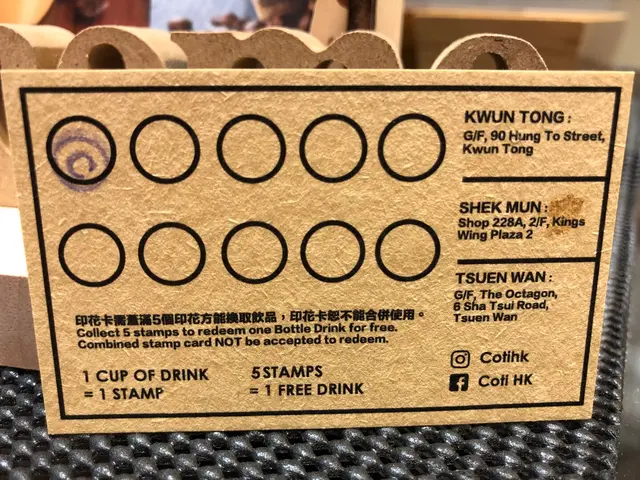 KWUN TONG :
G/F, 90 Hung To Street,
Kwun Tong
SHEK MUN :
Shop 228A, 2/F, Kings
Wing Plaza 2
TSUEN WAN :
G/F, The Octagon,
6 Sha Tsui Road,
Tsuen Wan
印花卡需蓋滿5個印花方能換取飲品，印花卡恕不能合併使用。
Collect 5 stamps to redeem one Bottle Drink for free.
Combined stamp card NOT be accepted to redeem.
1 CUP OF DRINK
= 1 STAMP
5 STAMPS
= 1 FREE DRINK
Cotihk
Coti HK